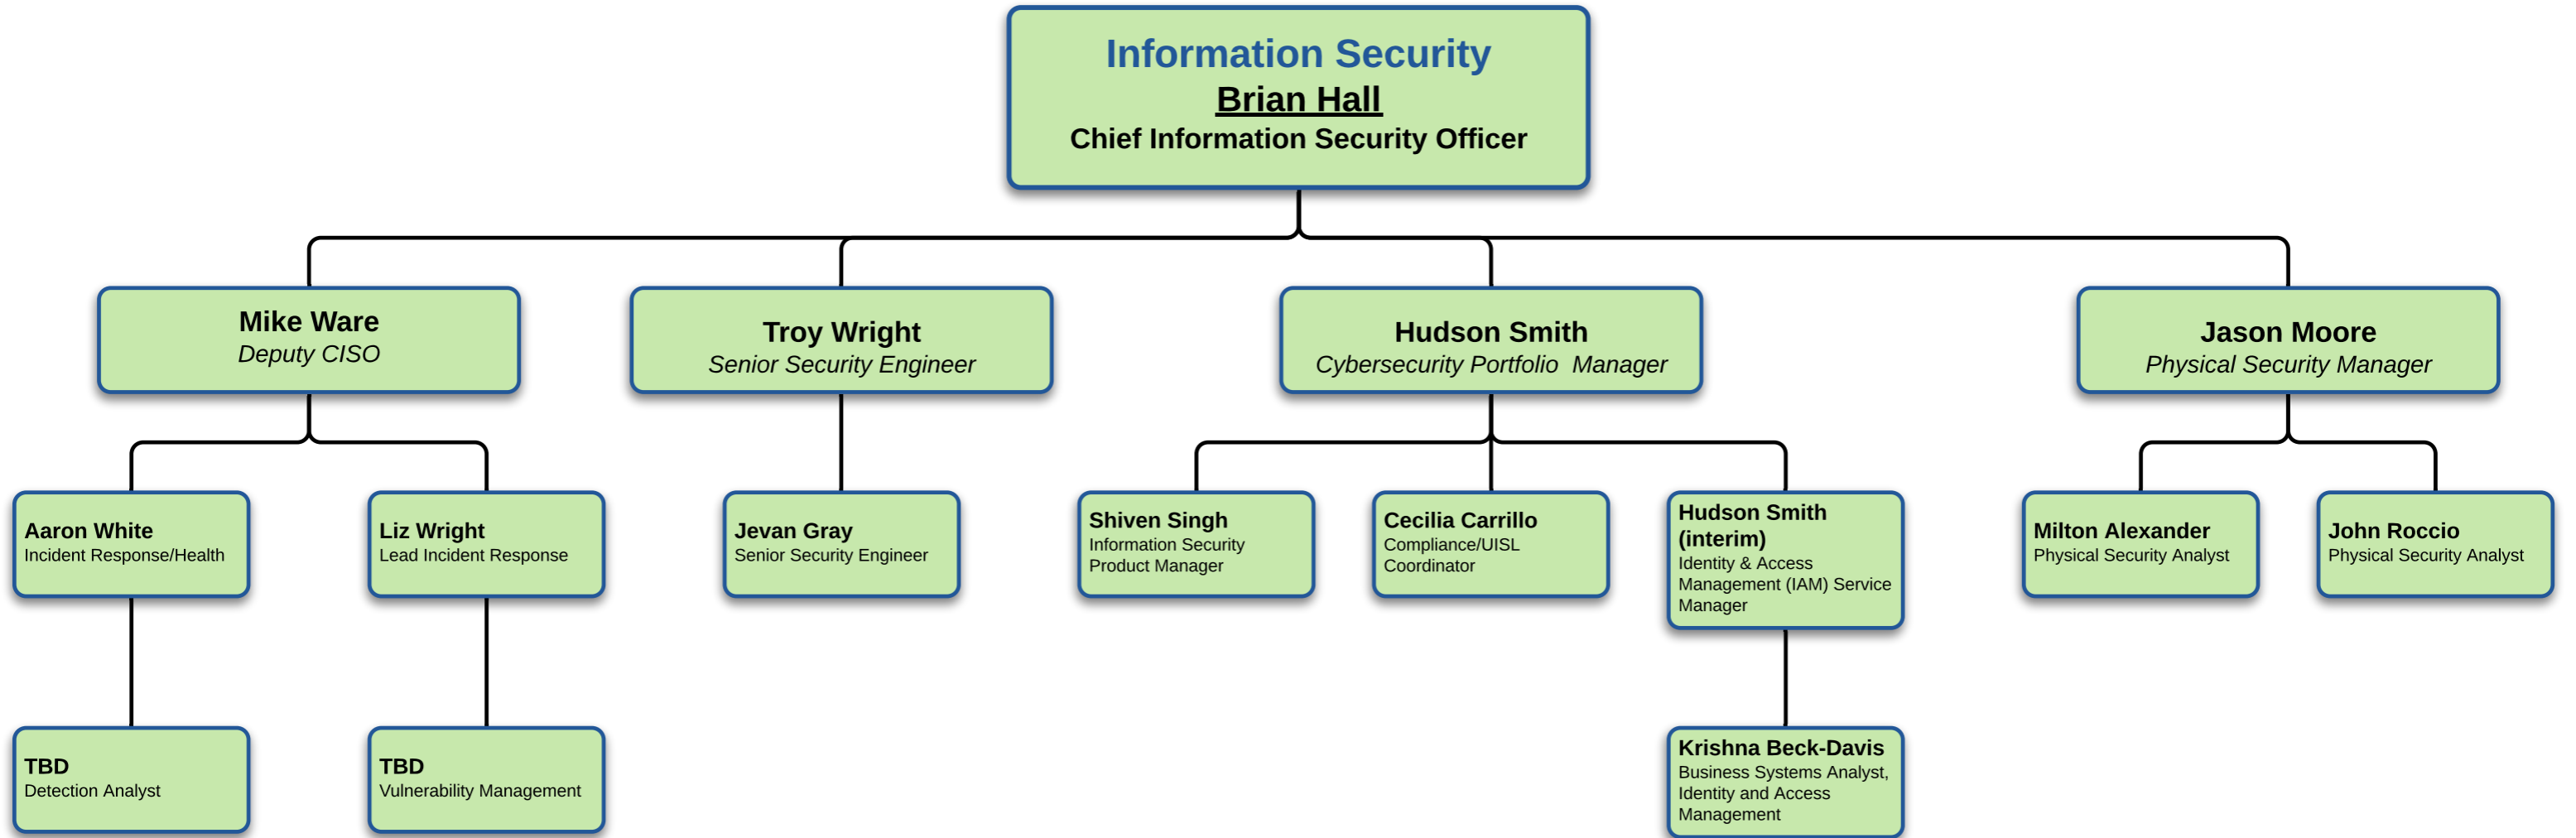 Information Security
Brian Hall
Chief Information Security Officer
Mike Ware
Deputy CISO
Troy Wright
Senior Security Engineer
Hudson Smith
Cybersecurity Portfolio  Manager
Jason Moore
Physical Security Manager
Aaron White
Incident Response/Health
Liz Wright
Lead Incident Response
Jevan Gray
Senior Security Engineer
Shiven Singh
Information Security
Product Manager
Cecilia Carrillo
Compliance/UISL
Coordinator
Hudson Smith
(interim)
Identity & Access
Management (IAM) Service
Manager
Milton Alexander
Physical Security Analyst
John Roccio
Physical Security Analyst
TBD
Detection Analyst
TBD
Vulnerability Management
Krishna Beck-Davis
Business Systems Analyst,
Identity and Access
Management